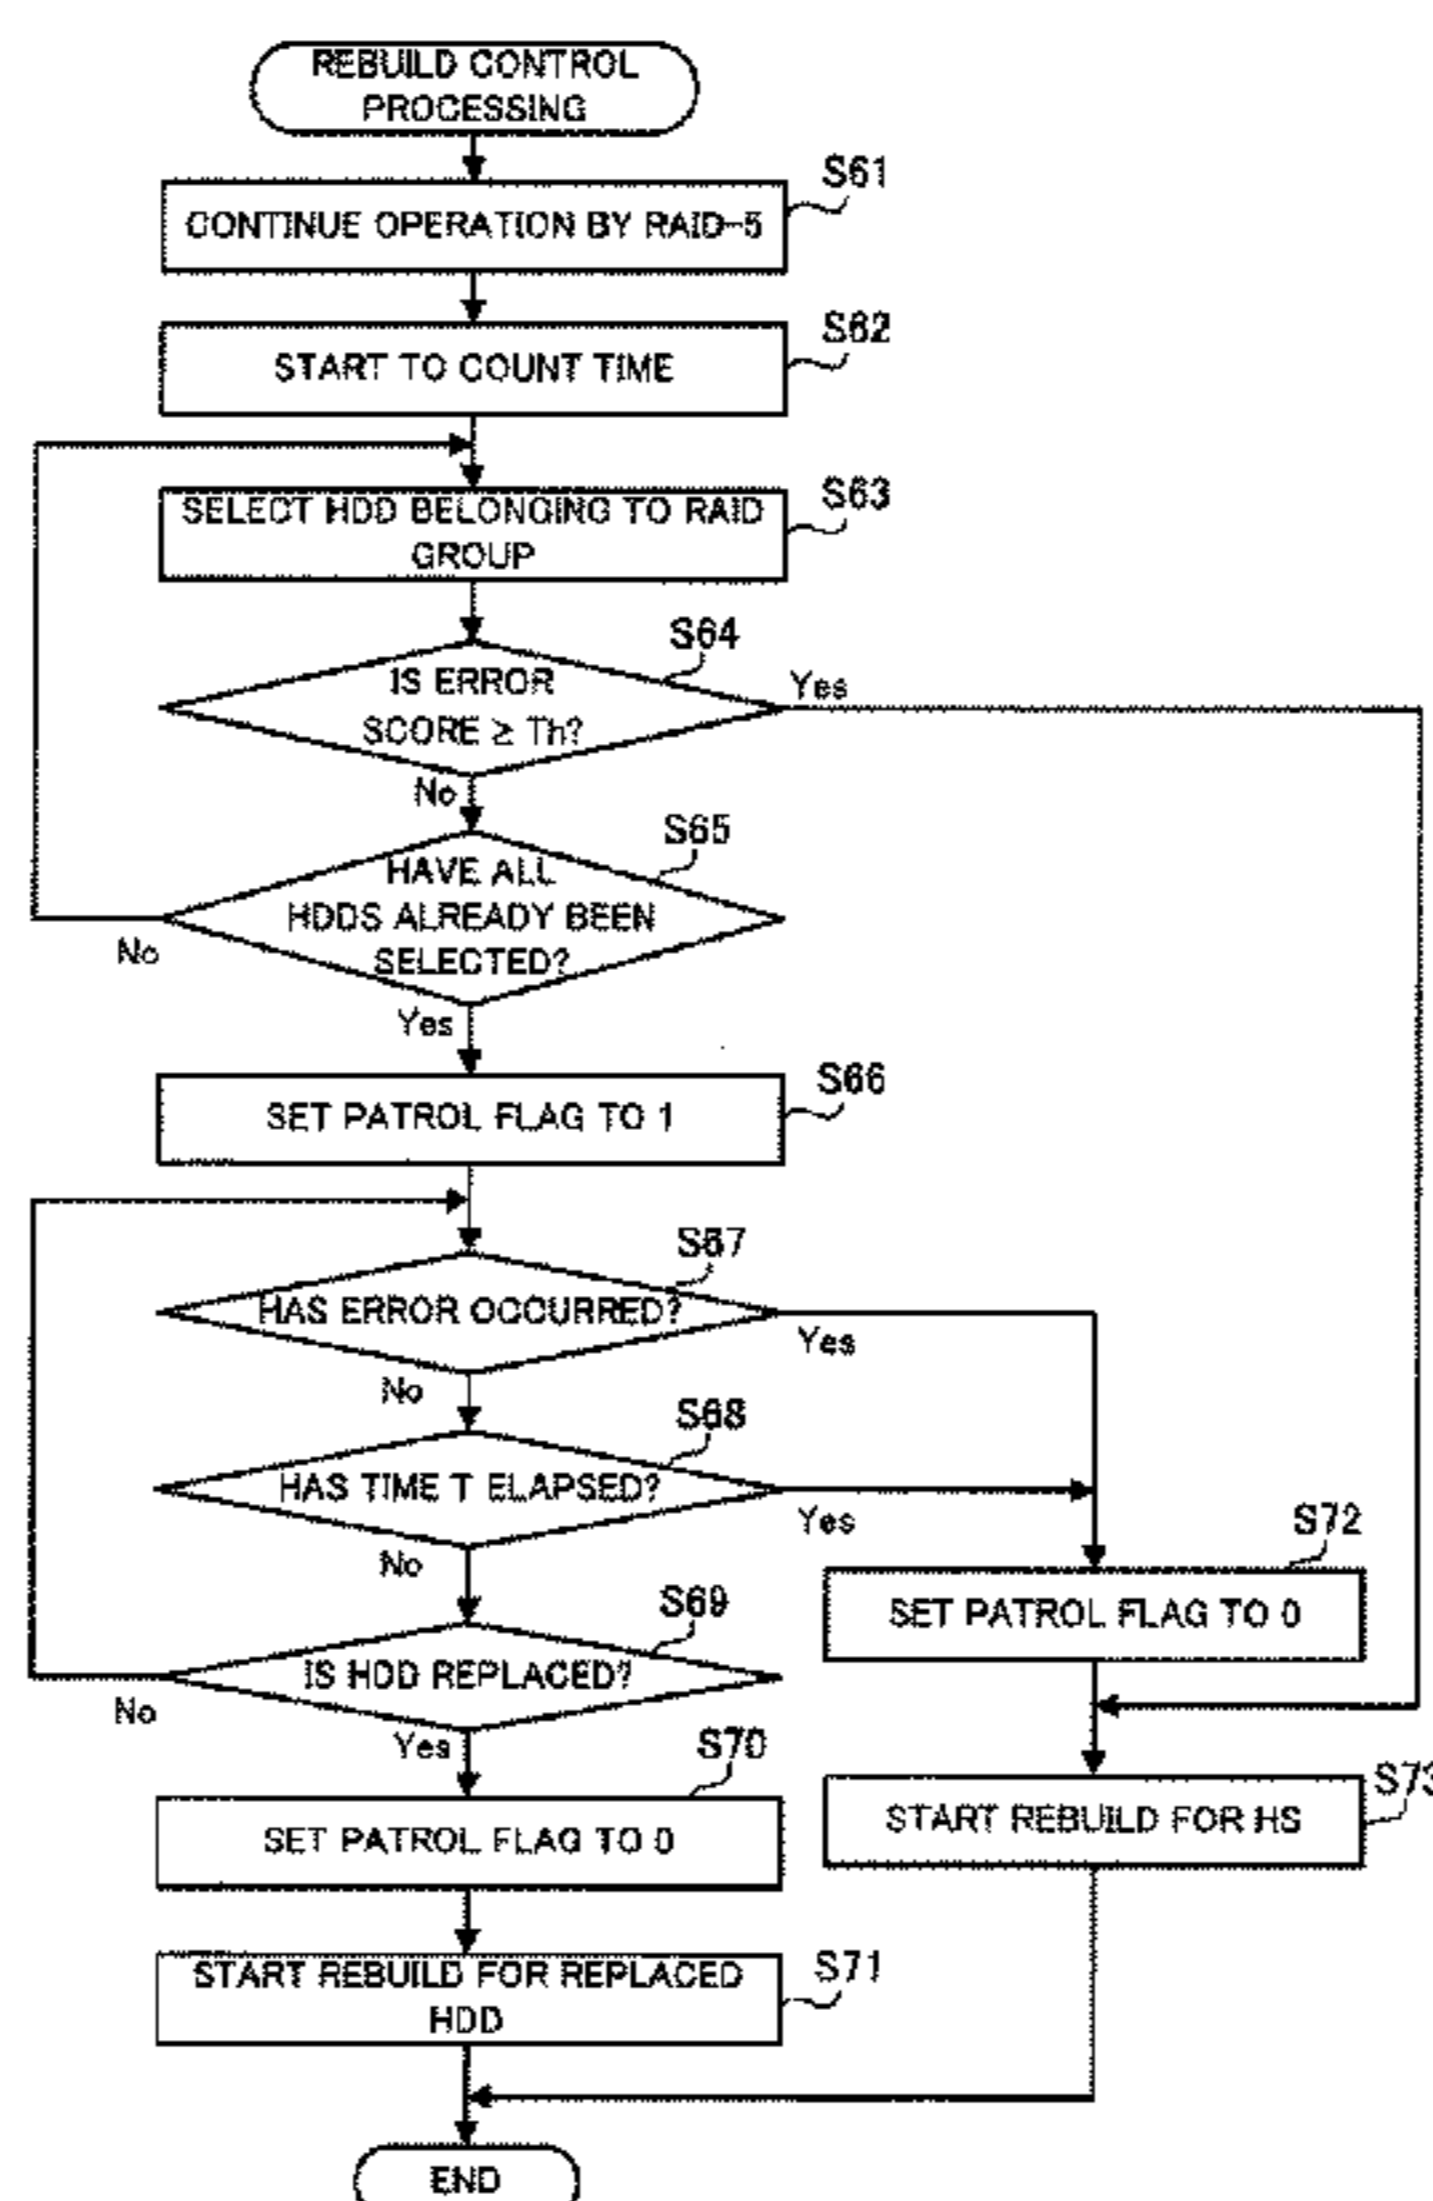 REBUILD CONTROL
PROCESSING
S61
CONTINUE OPERATION BY RAID-5
S62
START TO COUNT TIME
S63
SELECT HDD BELONGING TO RAID
GROUP
S64
IS ERROR
SCORE ≥ Th?
Yes
No
S65
HAVE ALL
HDDS ALREADY BEEN
SELECTED?
No
Yes
S66
SET PATROL FLAG TO 1
S67
HAS ERROR OCCURRED?
Yes
No
S68
HAS TIME T ELAPSED?
Yes
No
S72
SET PATROL FLAG TO 0
S69
IS HDD REPLACED?
No
Yes
S70
SET PATROL FLAG TO 0
S73
START REBUILD FOR HS
S71
START REBUILD FOR REPLACED
HDD
END